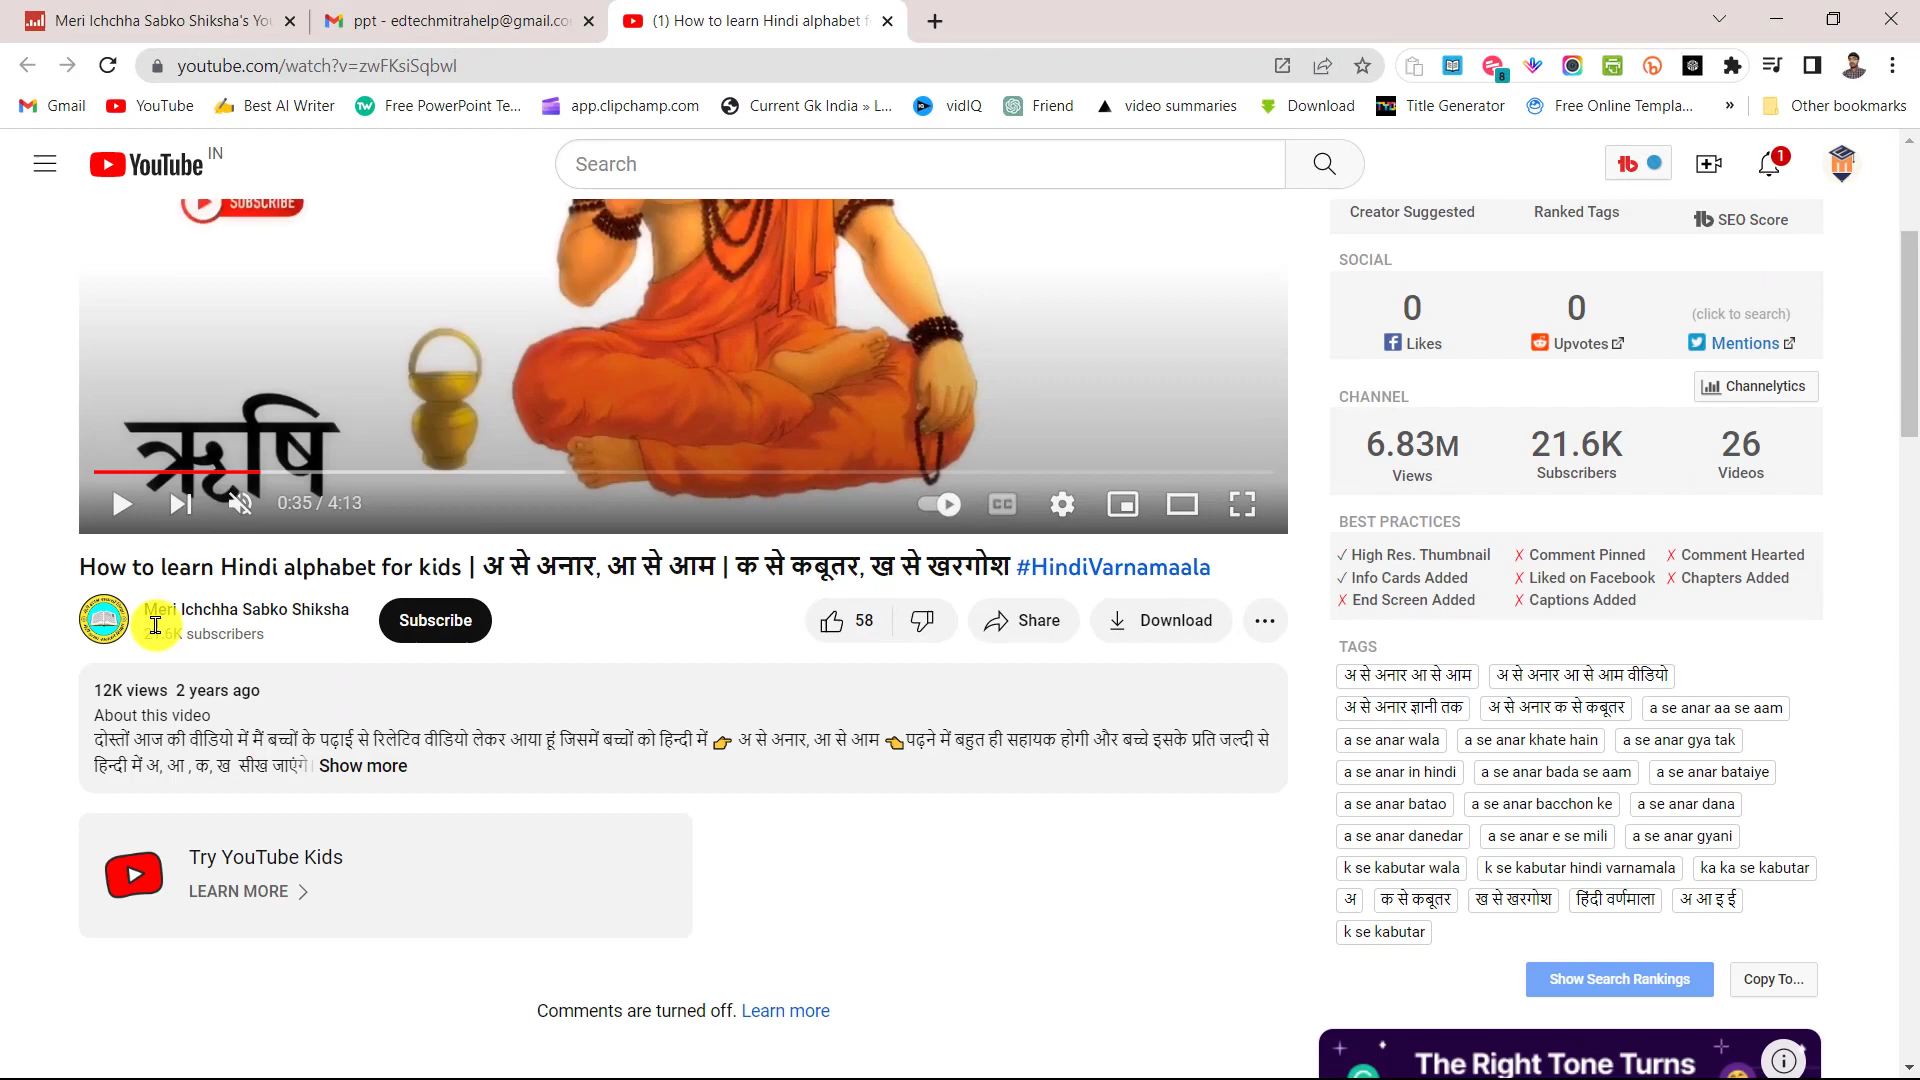 Meri Ichchha Sabko Shiksha's Yo
ppt - edtechmitrahelp@gmail.co
(1) How to learn Hindi alphabet f
youtube.com/watch?v=zwFKsiSqbwI
8
Gmail
YouTube
Best AI Writer
Free PowerPoint Te...
app.clipchamp.com
Current Gk India » L...
vidIQ
Friend
video summaries
Download
Title Generator
Free Online Templa...
»
Other bookmarks
YouTube IN
Search
1
SUBSCRIBE
ऋषि
0:35 / 4:13
CC
How to learn Hindi alphabet for kids | अ से अनार, आ से आम | क से कबूतर, ख से खरगोश #HindiVarnamaala
Meri Ichchha Sabko Shiksha
21.6K subscribers
Subscribe
58
Share
Download
12K views 2 years ago
About this video
दोस्तों आज की वीडियो में मैं बच्चों के पढ़ाई से रिलेटिव वीडियो लेकर आया हूं जिसमें बच्चों को हिन्दी में 👉 अ से अनार, आ से आम 👈पढ़ने में बहुत ही सहायक होगी और बच्चे इसके प्रति जल्दी से
हिन्दी में अ, आ , क, ख सीख जाएंगे। Show more
Try YouTube Kids
LEARN MORE
Comments are turned off. Learn more
Creator Suggested Ranked Tags SEO Score
SOCIAL
0 0 (click to search)
Likes Upvotes Mentions
CHANNEL Channelytics
6.83M 21.6K 26
Views Subscribers Videos
BEST PRACTICES
✓ High Res. Thumbnail X Comment Pinned X Comment Hearted
✓ Info Cards Added X Liked on Facebook X Chapters Added
X End Screen Added X Captions Added
TAGS
अ से अनार आ से आम अ से अनार आ से आम वीडियो
अ से अनार ज्ञानी तक अ से अनार क से कबूतर a se anar aa se aam
a se anar wala a se anar khate hain a se anar gya tak
a se anar in hindi a se anar bada se aam a se anar bataiye
a se anar batao a se anar bacchon ke a se anar dana
a se anar danedar a se anar e se mili a se anar gyani
k se kabutar wala k se kabutar hindi varnamala ka ka se kabutar
अ क से कबूतर ख से खरगोश हिंदी वर्णमाला अ आ इ ई
k se kabutar
Show Search Rankings Copy To...
The Right Tone Turns